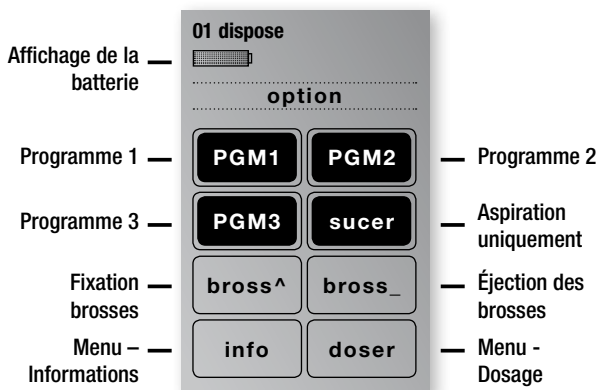 01 dispose
Affichage de la
batterie
option
Programme 1
PGM1
PGM2
Programme 2
Programme 3
PGM3
sucer
Aspiration
uniquement
Fixation
brosses
bross^
bross_
Éjection des
brosses
Menu –
Informations
info
doser
Menu -
Dosage